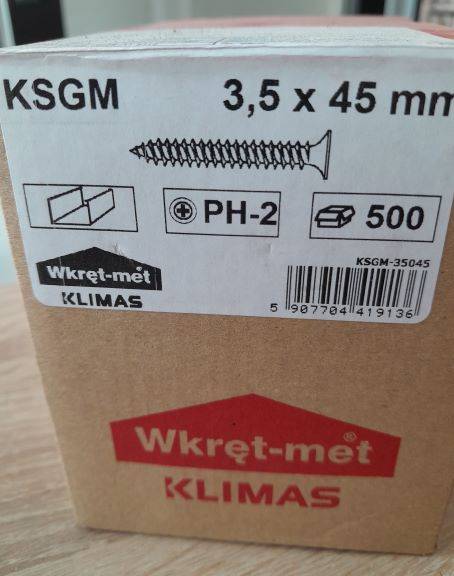 KSGM 3,5 x 45 mm
PH-2 500
KSGM-35045
Wkręt-met
KLIMAS
5 907704 419136
Wkręt-met®
KLIMAS